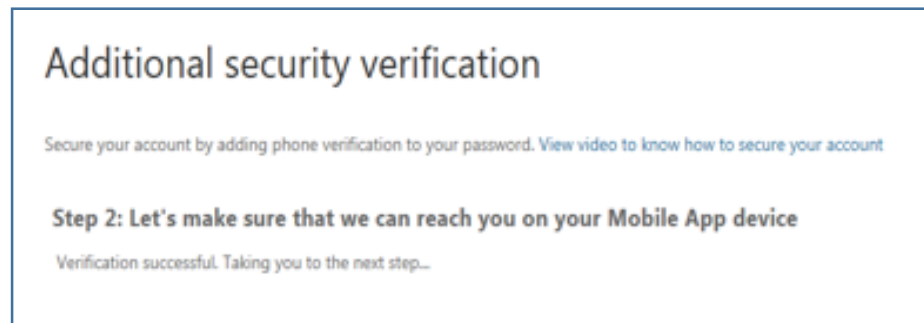 Additional security verification
Secure your account by adding phone verification to your password. View video to know how to secure your account
Step 2: Let's make sure that we can reach you on your Mobile App device
Verification successful. Taking you to the next step...